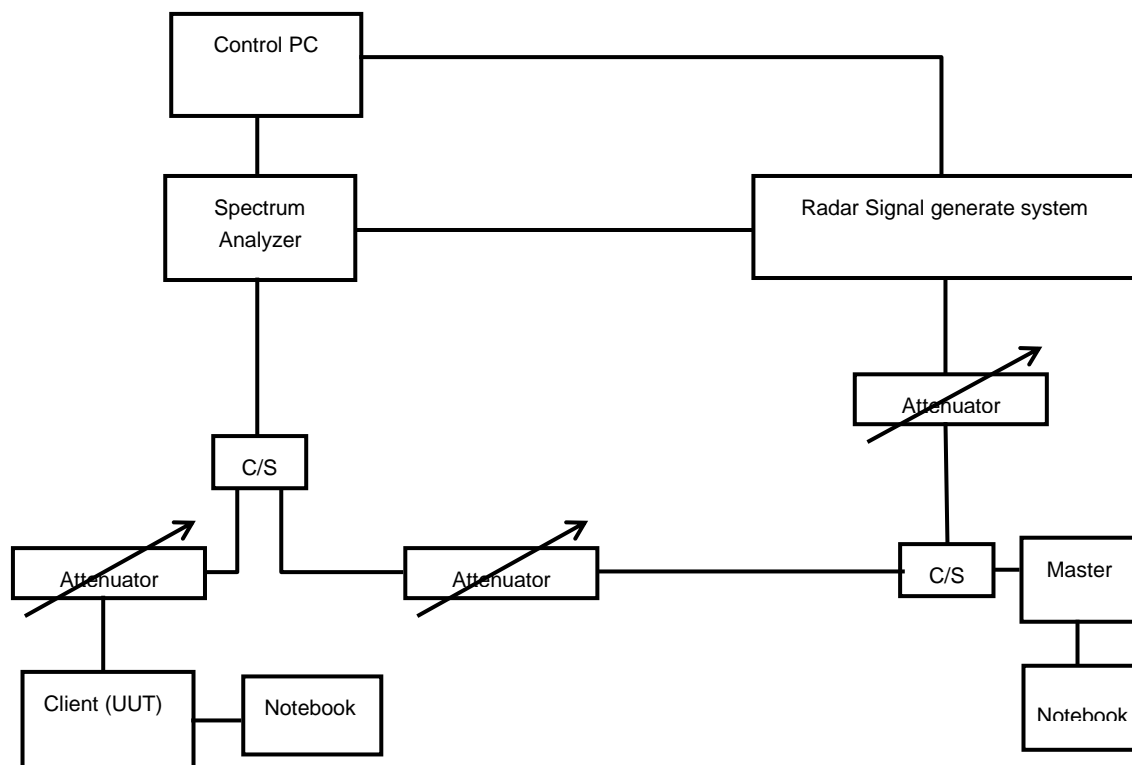 Control PC
Spectrum
Analyzer
Radar Signal generate system
Attenuator
C/S
Attenuator
Attenuator
C/S
Master
Client (UUT)
Notebook
Notebook